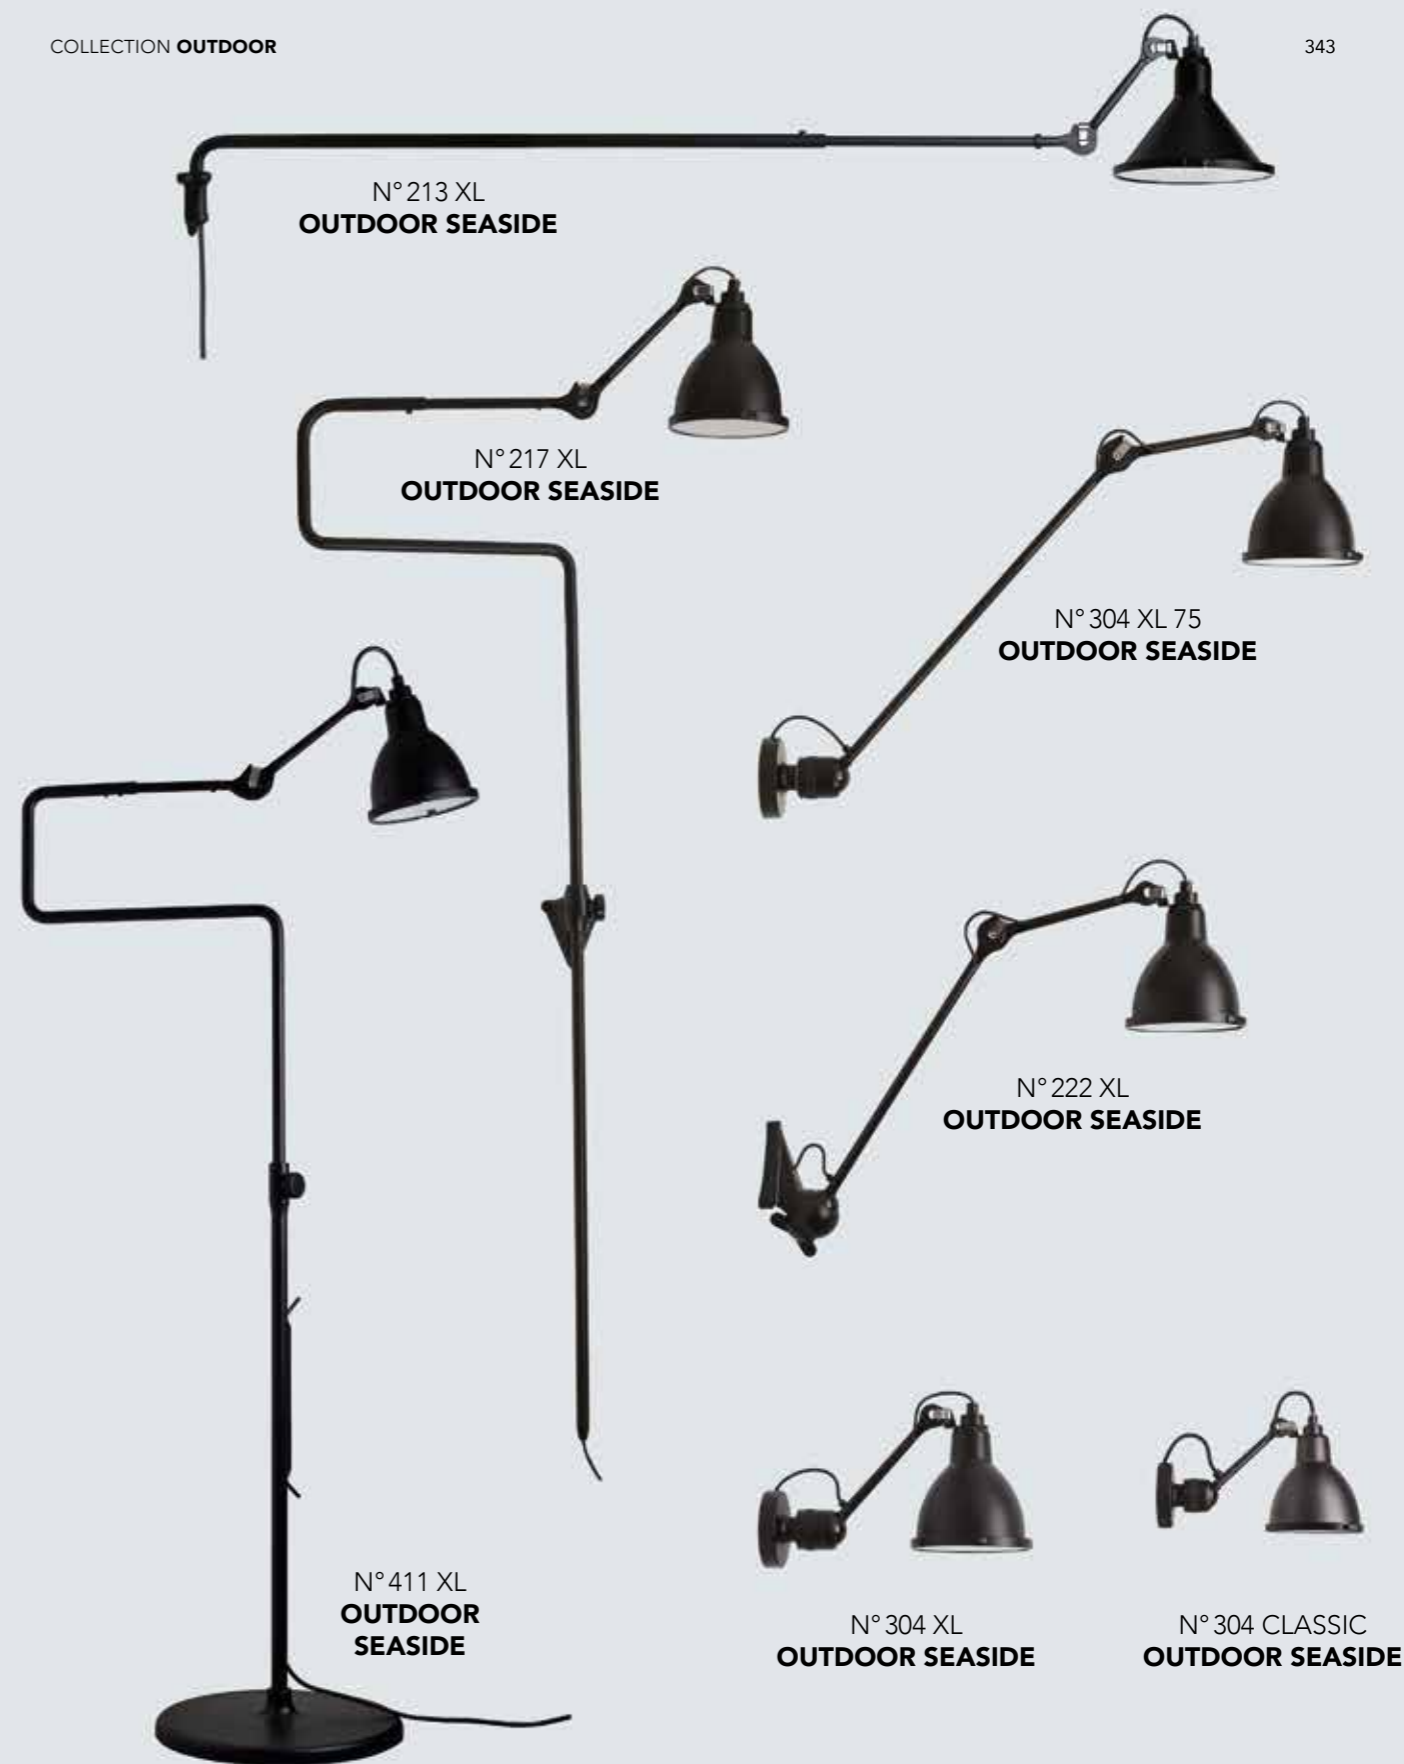 COLLECTION OUTDOOR
343
N° 213 XL
OUTDOOR SEASIDE
N° 217 XL
OUTDOOR SEASIDE
N° 304 XL 75
OUTDOOR SEASIDE
N° 222 XL
OUTDOOR SEASIDE
N° 411 XL
OUTDOOR
SEASIDE
N° 304 XL
OUTDOOR SEASIDE
N° 304 CLASSIC
OUTDOOR SEASIDE